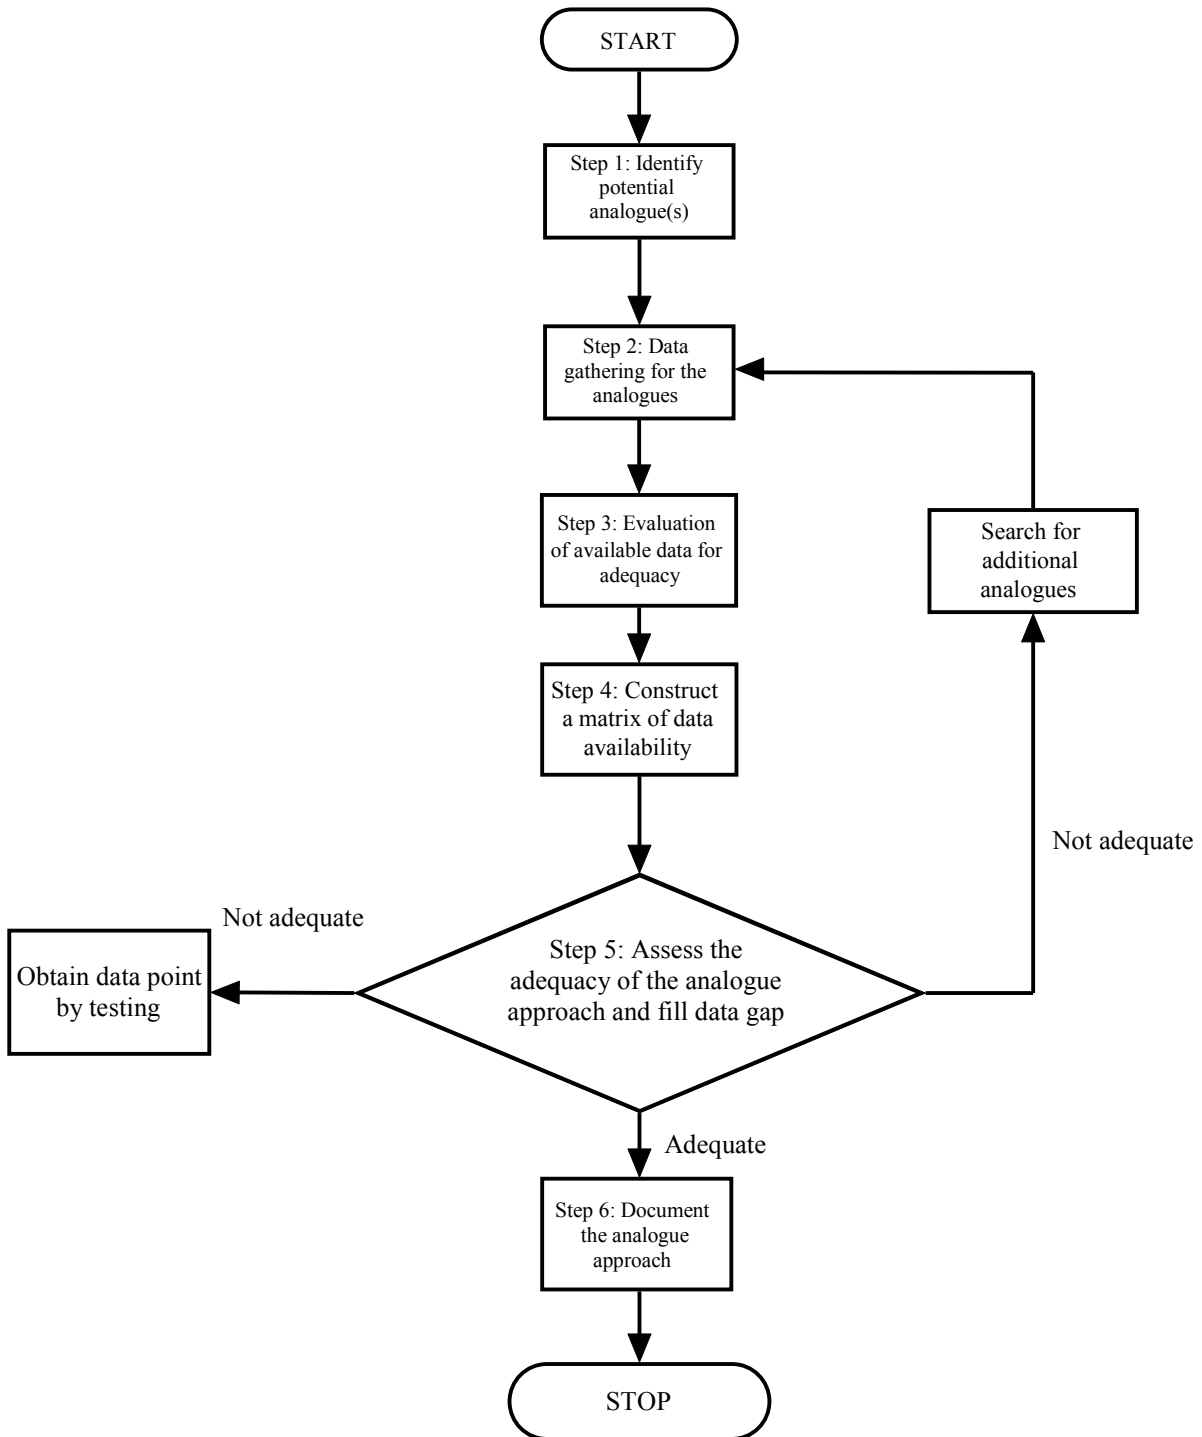 START
Step 1: Identify
potential
analogue(s)
Step 2: Data
gathering for the
analogues
Step 3: Evaluation
of available data for
adequacy
Search for
additional
analogues
Step 4: Construct
a matrix of data
availability
Not adequate
Not adequate
Step 5: Assess the
adequacy of the analogue
approach and fill data gap
Obtain data point
by testing
Adequate
Step 6: Document
the analogue
approach
STOP